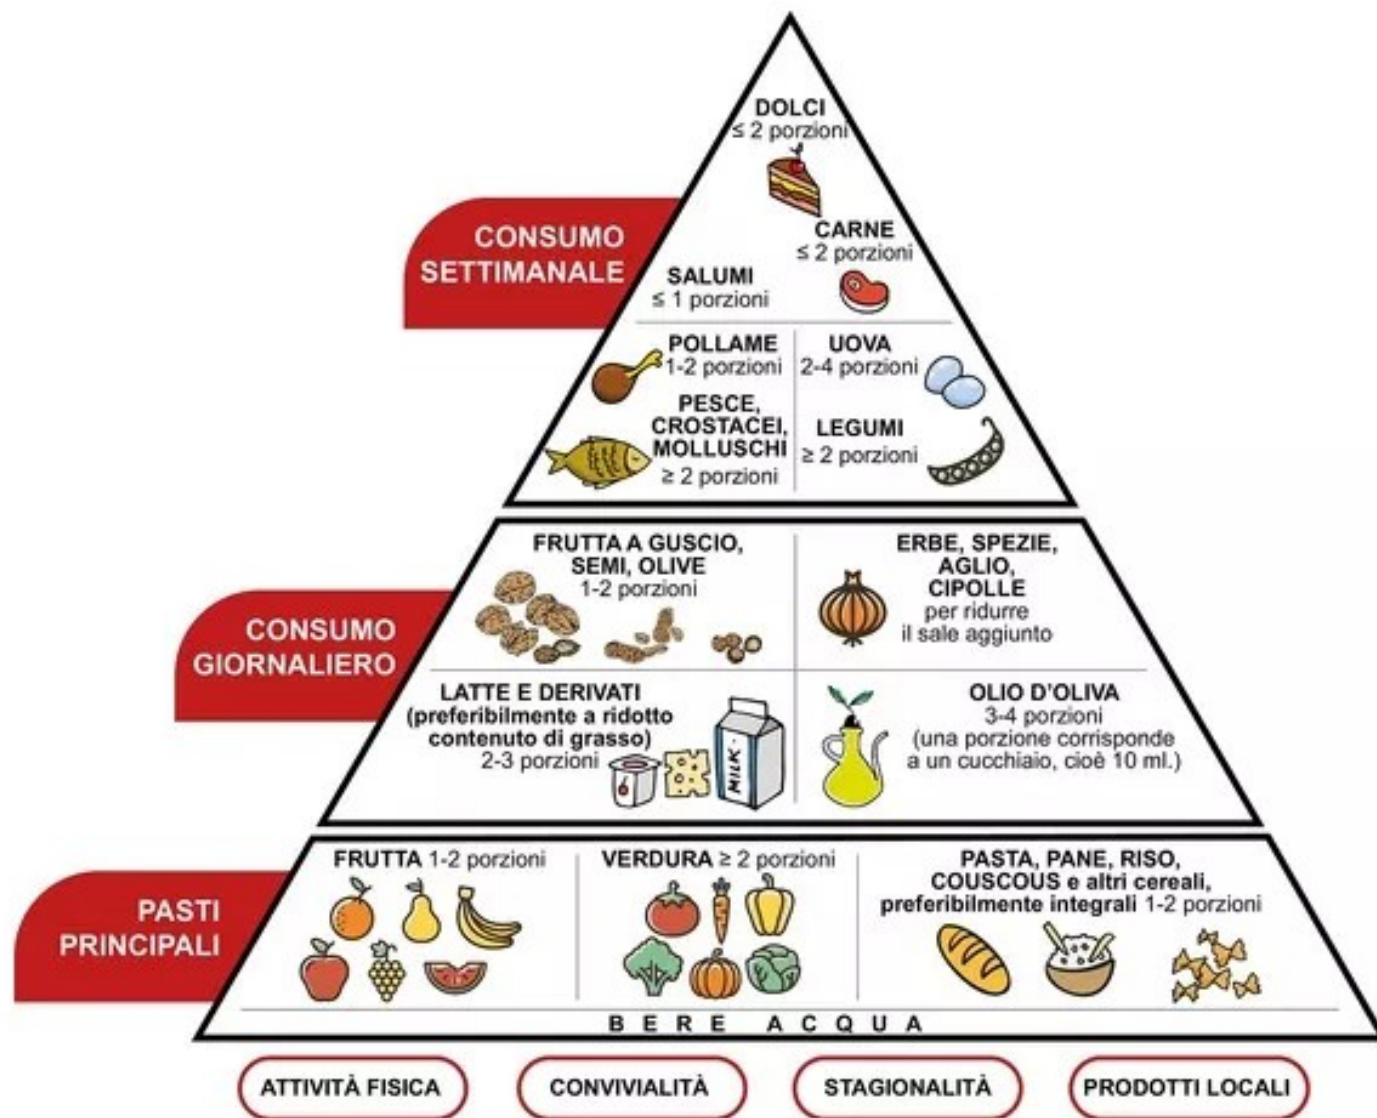 DOLCI
≤ 2 porzioni
CARNE
≤ 2 porzioni
SALUMI
≤ 1 porzioni
CONSUMO
SETTIMANALE
POLLAME
1-2 porzioni
UOVA
2-4 porzioni
PESCE,
CROSTACEI,
MOLLUSCHI
≥ 2 porzioni
LEGUMI
≥ 2 porzioni
CONSUMO
GIORNALIERO
FRUTTA A GUSCIO,
SEMI, OLIVE
1-2 porzioni
ERBE, SPEZIE,
AGLIO,
CIPOLLE
per ridurre
il sale aggiunto
LATTE E DERIVATI
(preferibilmente a ridotto
contenuto di grasso)
2-3 porzioni
MILK
OLIO D'OLIVA
3-4 porzioni
(una porzione corrisponde
a un cucchiaio, cioè 10 ml.)
PASTI
PRINCIPALI
FRUTTA 1-2 porzioni
VERDURA ≥ 2 porzioni
PASTA, PANE, RISO,
COUSCOUS e altri cereali,
preferibilmente integrali 1-2 porzioni
BERE ACQUA
ATTIVITÀ FISICA
CONVIVIALITÀ
STAGIONALITÀ
PRODOTTI LOCALI